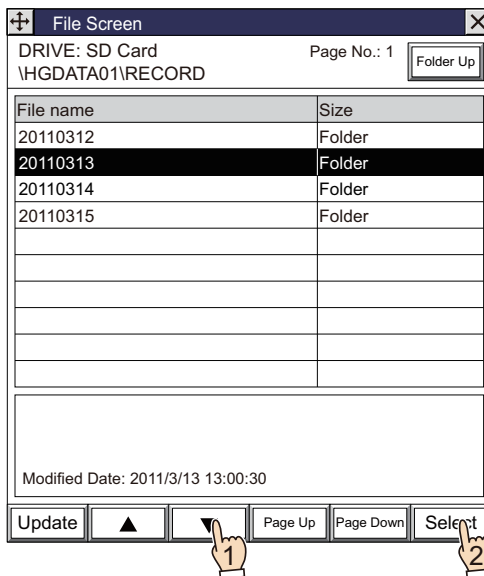 File Screen
DRIVE: SD Card Page No.: 1 Folder Up
\HGDATA01\RECORD
File name Size
20110312 Folder
20110313 Folder
20110314 Folder
20110315 Folder
Modified Date: 2011/3/13 13:00:30
Update ▲ ▼ Page Up Page Down Select
1 2